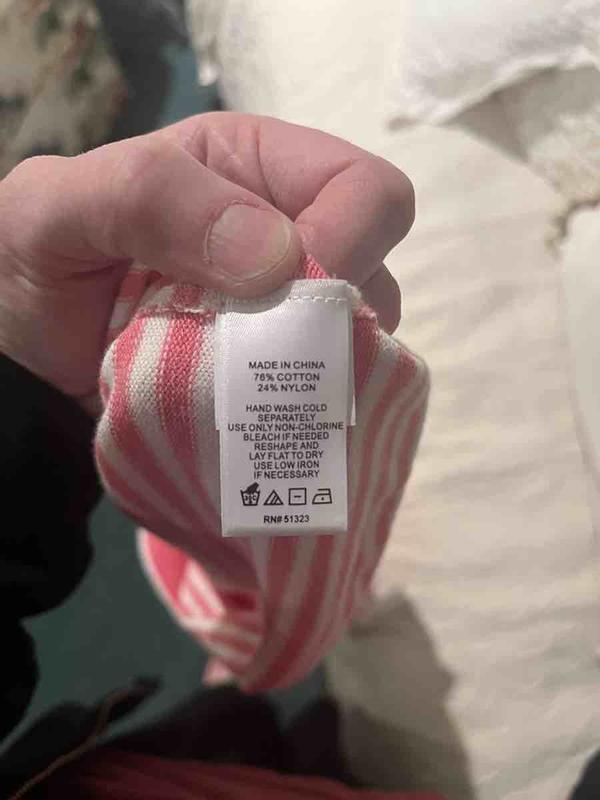 MADE IN CHINA
76% COTTON
24% NYLON
HAND WASH COLD
SEPARATELY
USE ONLY NON-CHLORINE
BLEACH IF NEEDED
RESHAPE AND
LAY FLAT TO DRY
USE LOW IRON
IF NECESSARY
RN# 51323